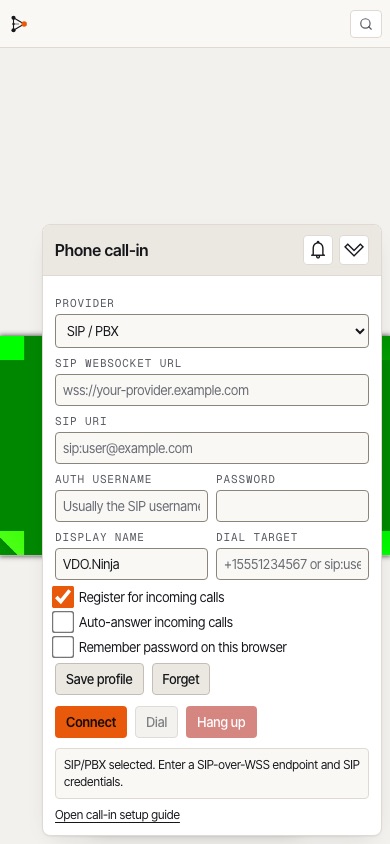 Phone call-in
PROVIDER
SIP / PBX
SIP WEBSOCKET URL
wss://your-provider.example.com
SIP URI
sip:user@example.com
AUTH USERNAME
PASSWORD
Usually the SIP username
DISPLAY NAME
DIAL TARGET
VDO.Ninja
+15551234567 or sip:use
Register for incoming calls
Auto-answer incoming calls
Remember password on this browser
Save profile
Forget
Connect
Dial
Hang up
SIP/PBX selected. Enter a SIP-over-WSS endpoint and SIP
credentials.
Open call-in setup guide